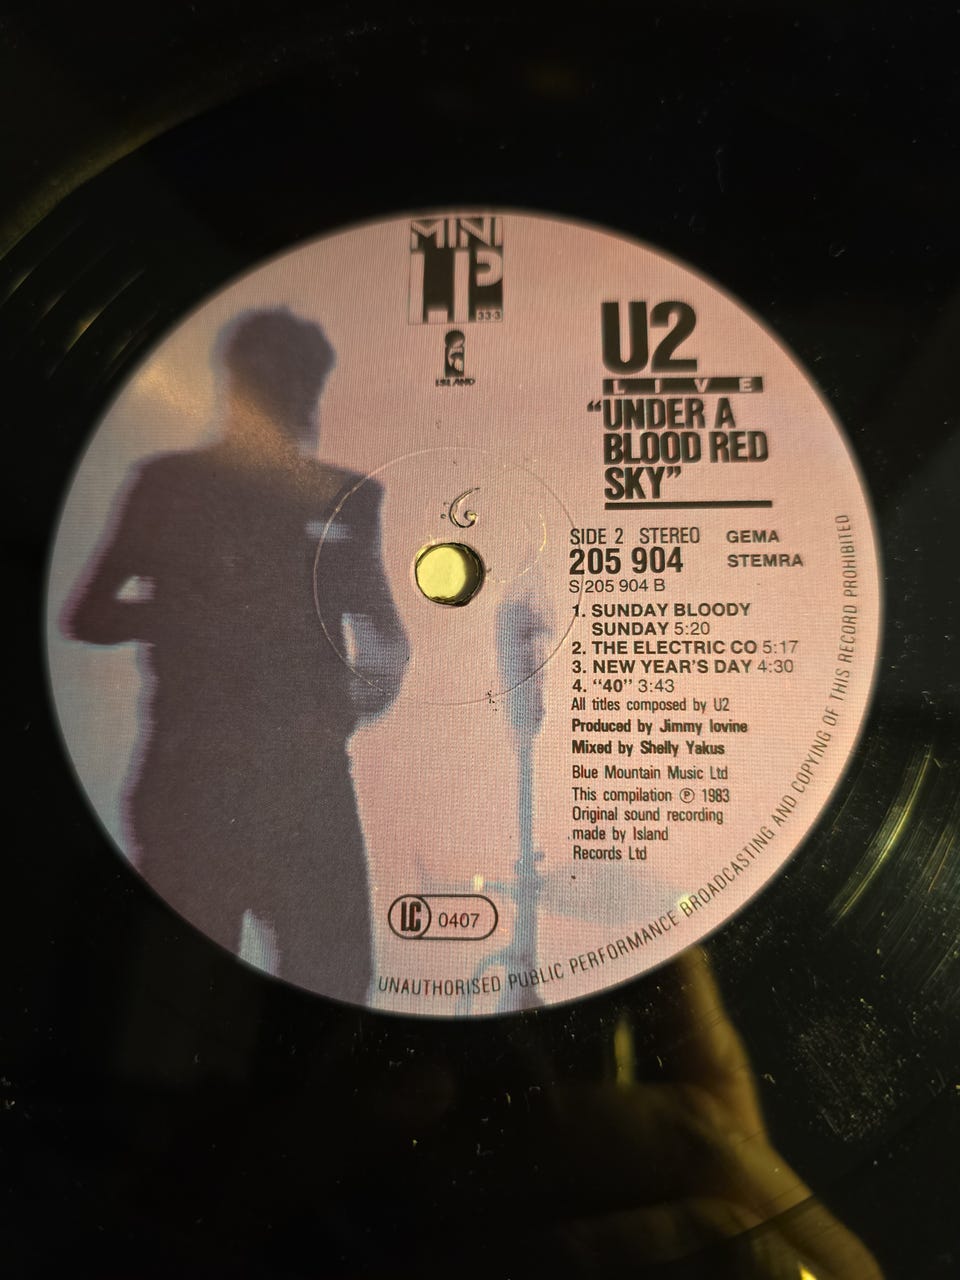 MINI
LP
33·3
ISLAND
U2
LIVE
“UNDER A
BLOOD RED
SKY”
SIDE 2 STEREO GEMA
205 904 STEMRA
S 205 904 B
1. SUNDAY BLOODY
SUNDAY 5:20
2. THE ELECTRIC CO 5:17
3. NEW YEAR'S DAY 4:30
4. “40” 3:43
All titles composed by U2
Produced by Jimmy Iovine
Mixed by Shelly Yakus
Blue Mountain Music Ltd
This compilation ℗ 1983
Original sound recording
made by Island
Records Ltd
LC 0407
UNAUTHORISED PUBLIC PERFORMANCE BROADCASTING AND COPYING OF THIS RECORD PROHIBITED